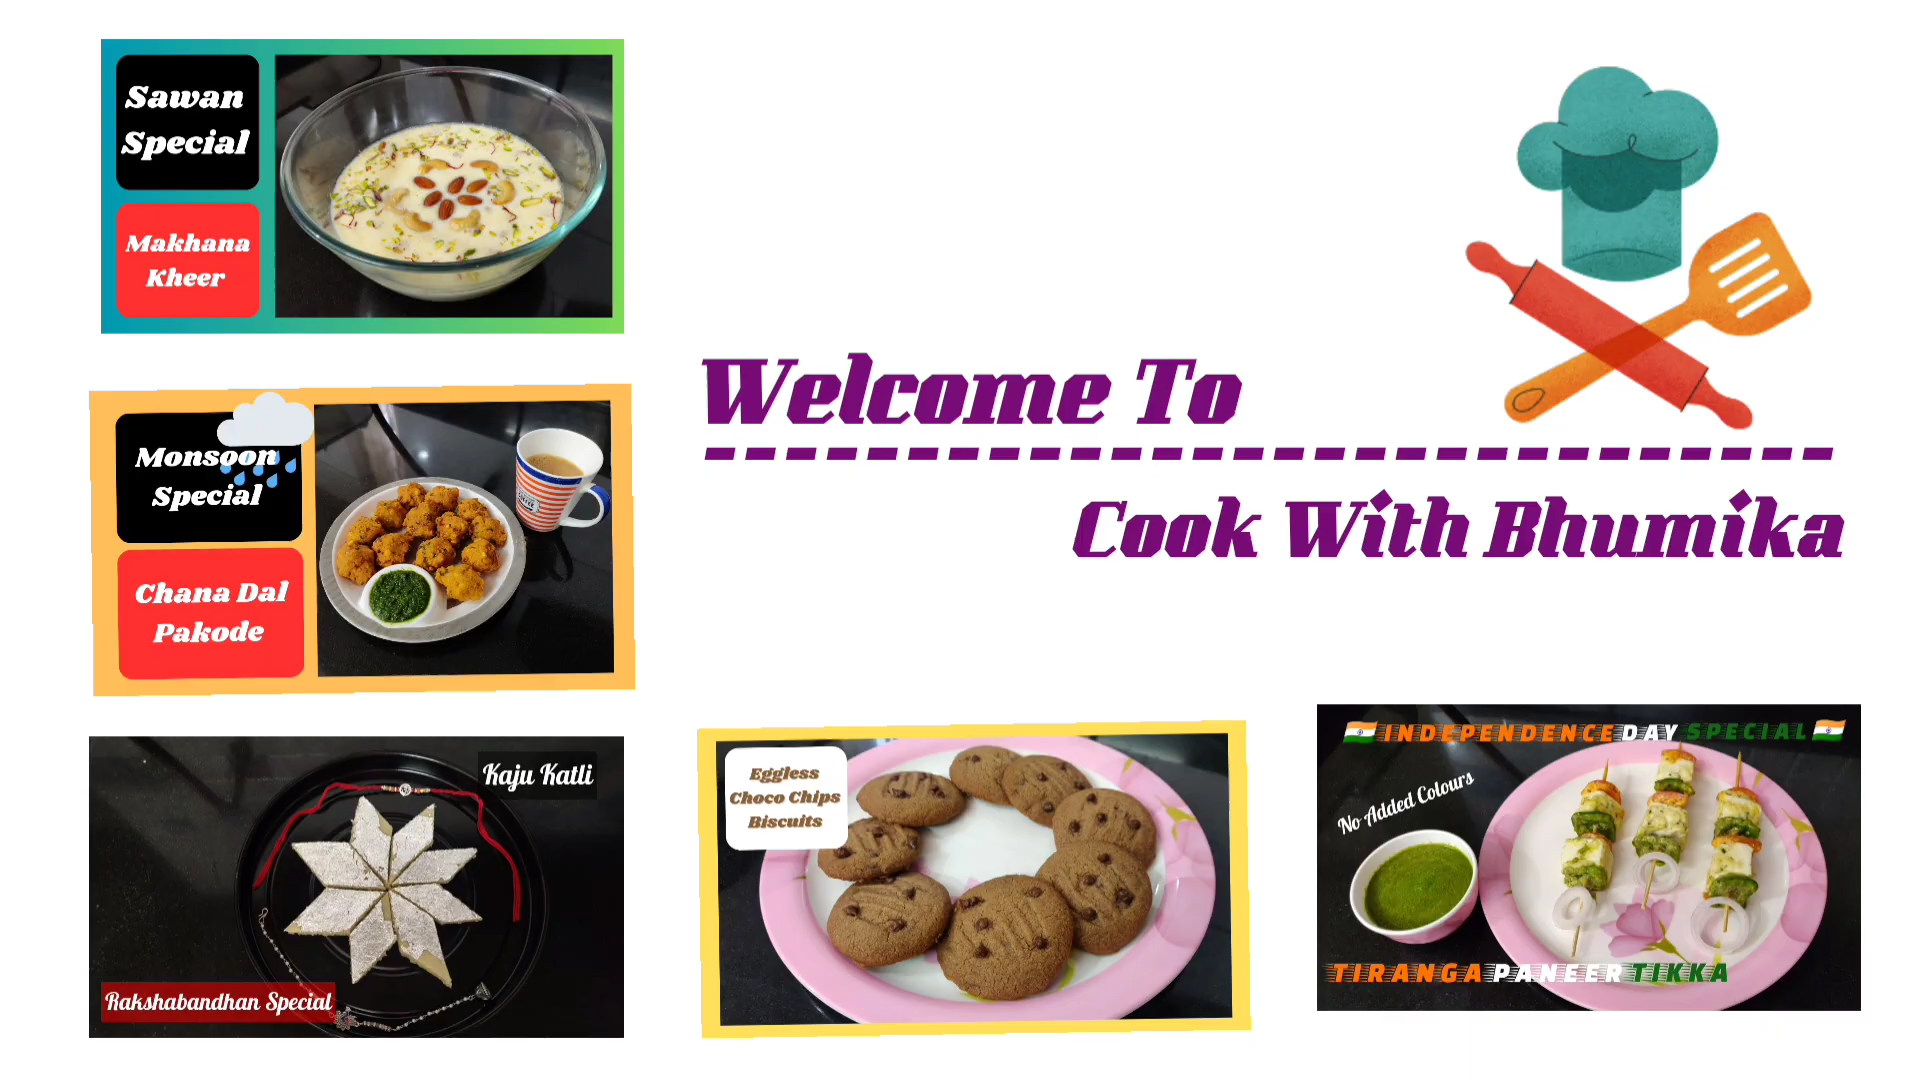 Sawan
Special
Makhana
Kheer
Welcome To
Cook With Bhumika
Monsoon
Special
Chana Dal
Pakode
Kaju Katli
Rakshabandhan Special
Eggless
Choco Chips
Biscuits
INDEPENDENCE DAY SPECIAL
No Added Colours
TIRANGA PANEER TIKKA